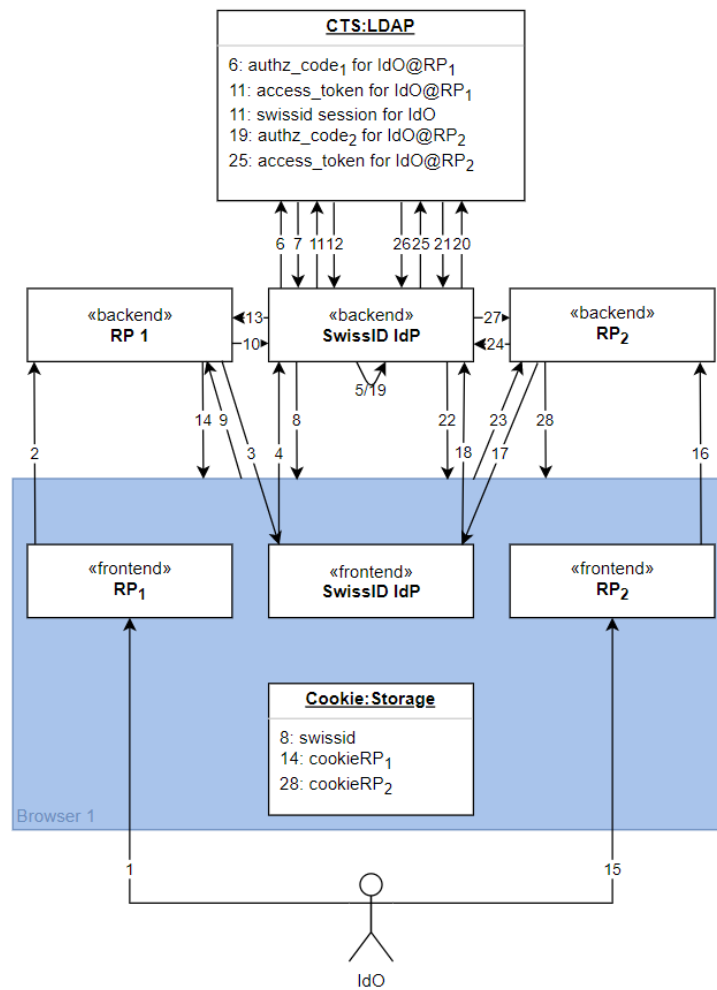 CTS:LDAP
6: authz_code1 for IdO@RP1
11: access_token for IdO@RP1
11: swissid session for IdO
19: authz_code2 for IdO@RP2
25: access_token for IdO@RP2
6 7 11 12 26 25 21 20
«backend»
RP 1
13
10
«backend»
SwissID IdP
27
24
«backend»
RP2
5/19
2 14 9 3 4 8 22 18 23 17 28 16
«frontend»
RP1
«frontend»
SwissID IdP
«frontend»
RP2
Cookie:Storage
8: swissid
14: cookieRP1
28: cookieRP2
Browser 1
1 15
IdO